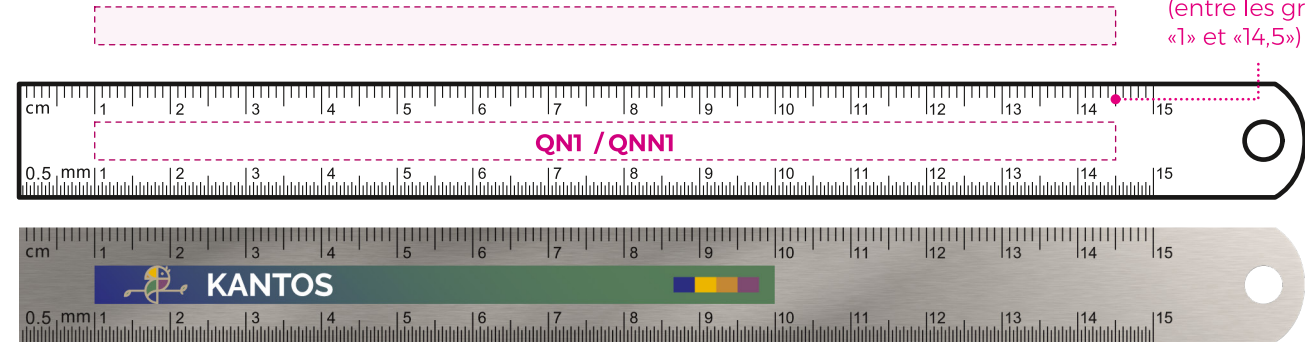 (entre les gr
«1» et «14,5»)
cm 1 2 3 4 5 6 7 8 9 10 11 12 13 14 15
QN1 / QNN1
0.5 mm 1 2 3 4 5 6 7 8 9 10 11 12 13 14 15
cm 1 2 3 4 5 6 7 8 9 10 11 12 13 14 15
KANTOS
0.5 mm 1 2 3 4 5 6 7 8 9 10 11 12 13 14 15